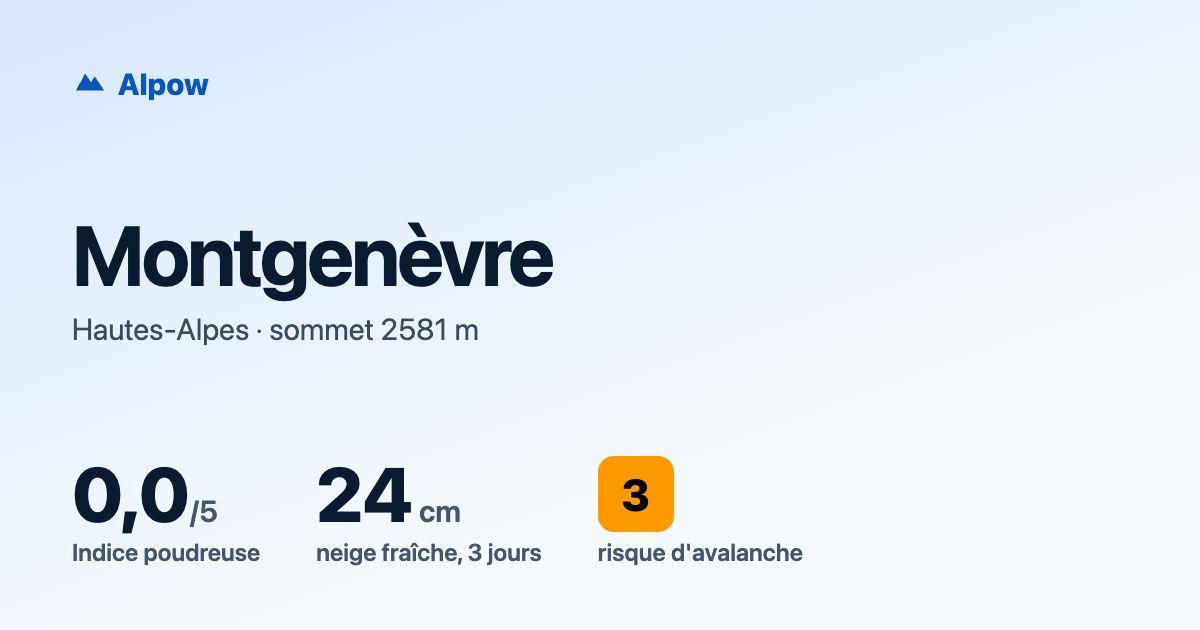 Alpow
Montgenèvre
Hautes-Alpes · sommet 2581 m
0,0/5
Indice poudreuse
24 cm
neige fraîche, 3 jours
3
risque d'avalanche